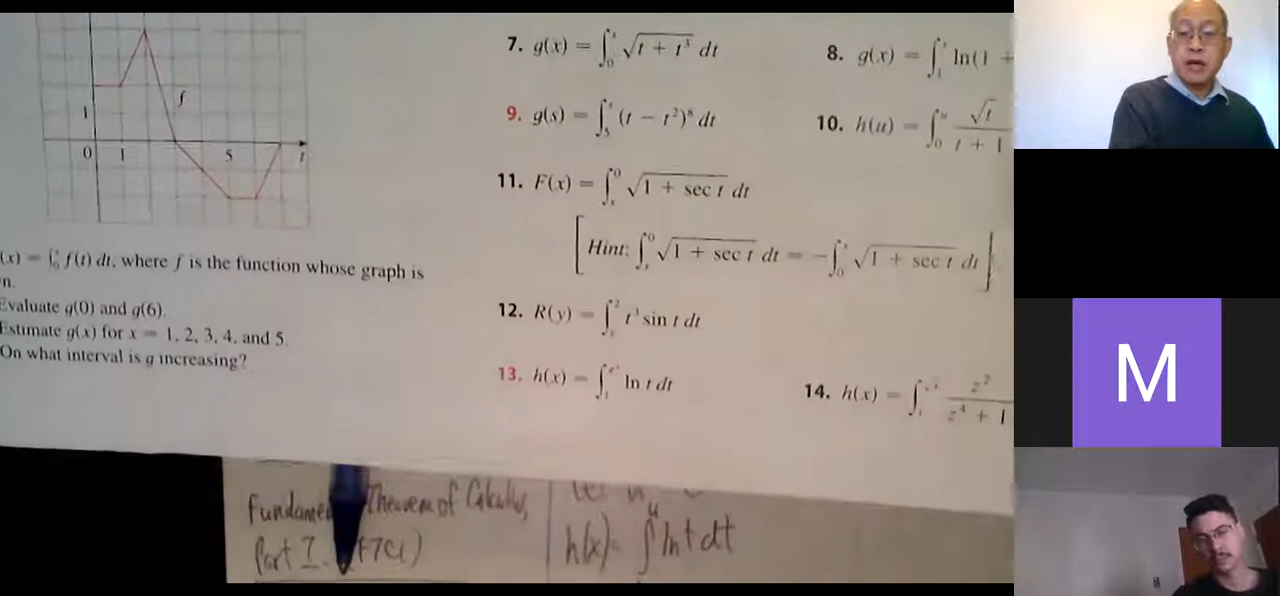 f
1
0 1 5 t
(x) = ∫₀ˣ f(t) dt, where f is the function whose graph is
n.
Evaluate g(0) and g(6).
Estimate g(x) for x = 1, 2, 3, 4, and 5.
On what interval is g increasing?
7. g(x) = ∫₀ˣ √(t + t³) dt
8. g(x) = ∫₁ˣ ln(1 +
9. g(s) = ∫₅ˢ (t − t²)⁸ dt
10. h(u) = ∫₀ᵘ √t / t + 1
11. F(x) = ∫ₓ⁰ √(1 + sec t) dt
[Hint: ∫ₓ⁰ √(1 + sec t) dt = −∫₀ˣ √(1 + sec t) dt]
12. R(y) = ∫ᵧ² t³ sin t dt
13. h(x) = ∫₁^(eˣ) ln t dt
14. h(x) = ∫₁^(√x) z² / z⁴ + 1
Theorem of Calculus,
Part I
h(x) = ∫ᵘ ln t dt
M